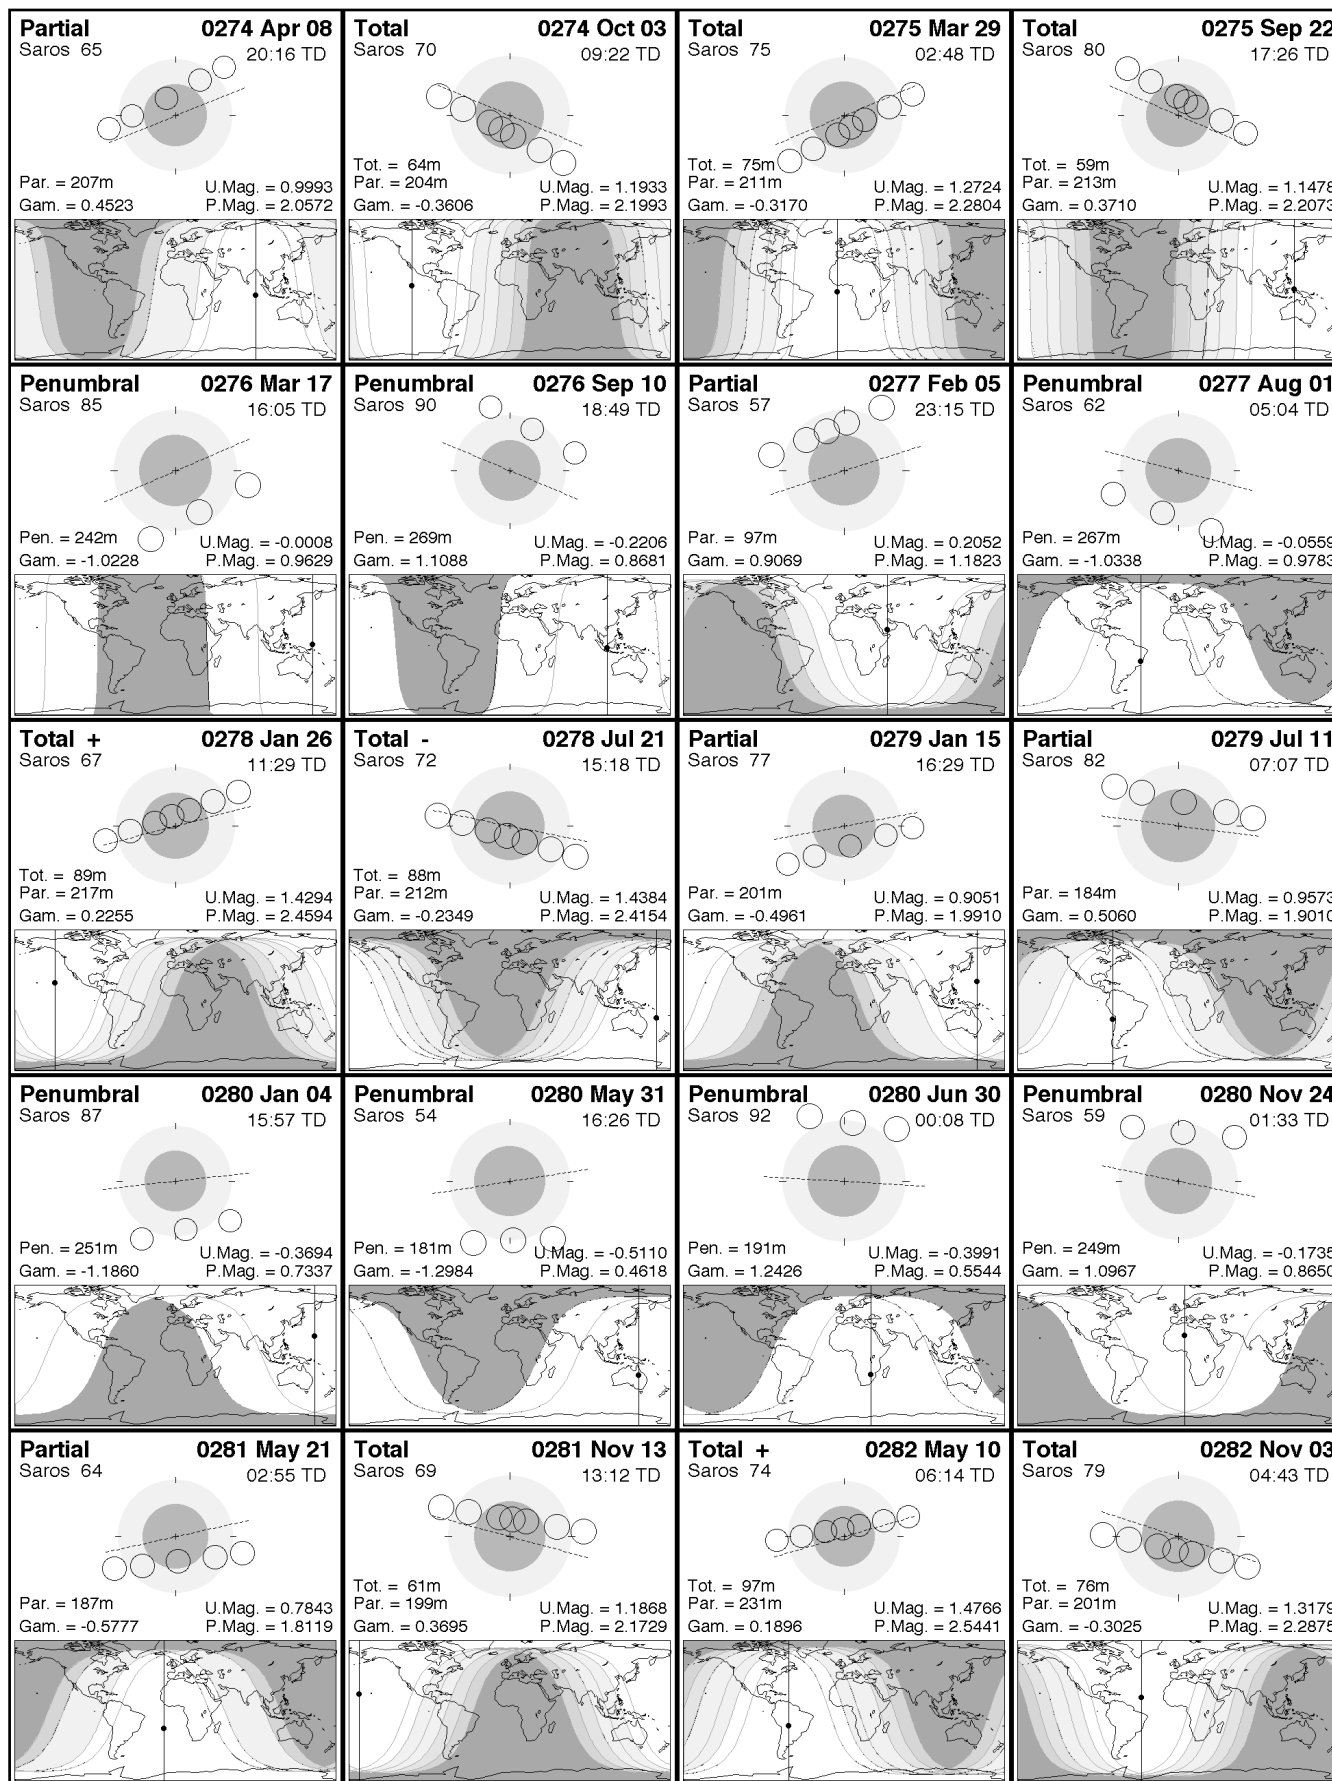 Partial 0274 Apr 08
Saros 65 20:16 TD
Par. = 207m U.Mag. = 0.9993
Gam. = 0.4523 P.Mag. = 2.0572
Total 0274 Oct 03
Saros 70 09:22 TD
Tot. = 64m
Par. = 204m U.Mag. = 1.1933
Gam. = -0.3606 P.Mag. = 2.1993
Total 0275 Mar 29
Saros 75 02:48 TD
Tot. = 75m
Par. = 211m U.Mag. = 1.2724
Gam. = -0.3170 P.Mag. = 2.2804
Total 0275 Sep 22
Saros 80 17:26 TD
Tot. = 59m
Par. = 213m U.Mag. = 1.1478
Gam. = 0.3710 P.Mag. = 2.2073
Penumbral 0276 Mar 17
Saros 85 16:05 TD
Pen. = 242m U.Mag. = -0.0008
Gam. = -1.0228 P.Mag. = 0.9629
Penumbral 0276 Sep 10
Saros 90 18:49 TD
Pen. = 269m U.Mag. = -0.2206
Gam. = 1.1088 P.Mag. = 0.8681
Partial 0277 Feb 05
Saros 57 23:15 TD
Par. = 97m U.Mag. = 0.2052
Gam. = 0.9069 P.Mag. = 1.1823
Penumbral 0277 Aug 01
Saros 62 05:04 TD
Pen. = 267m U.Mag. = -0.0559
Gam. = -1.0338 P.Mag. = 0.9783
Total + 0278 Jan 26
Saros 67 11:29 TD
Tot. = 89m
Par. = 217m U.Mag. = 1.4294
Gam. = 0.2255 P.Mag. = 2.4594
Total - 0278 Jul 21
Saros 72 15:18 TD
Tot. = 88m
Par. = 212m U.Mag. = 1.4384
Gam. = -0.2349 P.Mag. = 2.4154
Partial 0279 Jan 15
Saros 77 16:29 TD
Par. = 201m U.Mag. = 0.9051
Gam. = -0.4961 P.Mag. = 1.9910
Partial 0279 Jul 11
Saros 82 07:07 TD
Par. = 184m U.Mag. = 0.9573
Gam. = 0.5060 P.Mag. = 1.9010
Penumbral 0280 Jan 04
Saros 87 15:57 TD
Pen. = 251m U.Mag. = -0.3694
Gam. = -1.1860 P.Mag. = 0.7337
Penumbral 0280 May 31
Saros 54 16:26 TD
Pen. = 181m U.Mag. = -0.5110
Gam. = -1.2984 P.Mag. = 0.4618
Penumbral 0280 Jun 30
Saros 92 00:08 TD
Pen. = 191m U.Mag. = -0.3991
Gam. = 1.2426 P.Mag. = 0.5544
Penumbral 0280 Nov 24
Saros 59 01:33 TD
Pen. = 249m U.Mag. = -0.1735
Gam. = 1.0967 P.Mag. = 0.8650
Partial 0281 May 21
Saros 64 02:55 TD
Par. = 187m U.Mag. = 0.7843
Gam. = -0.5777 P.Mag. = 1.8119
Total 0281 Nov 13
Saros 69 13:12 TD
Tot. = 61m
Par. = 199m U.Mag. = 1.1868
Gam. = 0.3695 P.Mag. = 2.1729
Total + 0282 May 10
Saros 74 06:14 TD
Tot. = 97m
Par. = 231m U.Mag. = 1.4766
Gam. = 0.1896 P.Mag. = 2.5441
Total 0282 Nov 03
Saros 79 04:43 TD
Tot. = 76m
Par. = 201m U.Mag. = 1.3179
Gam. = -0.3025 P.Mag. = 2.2875